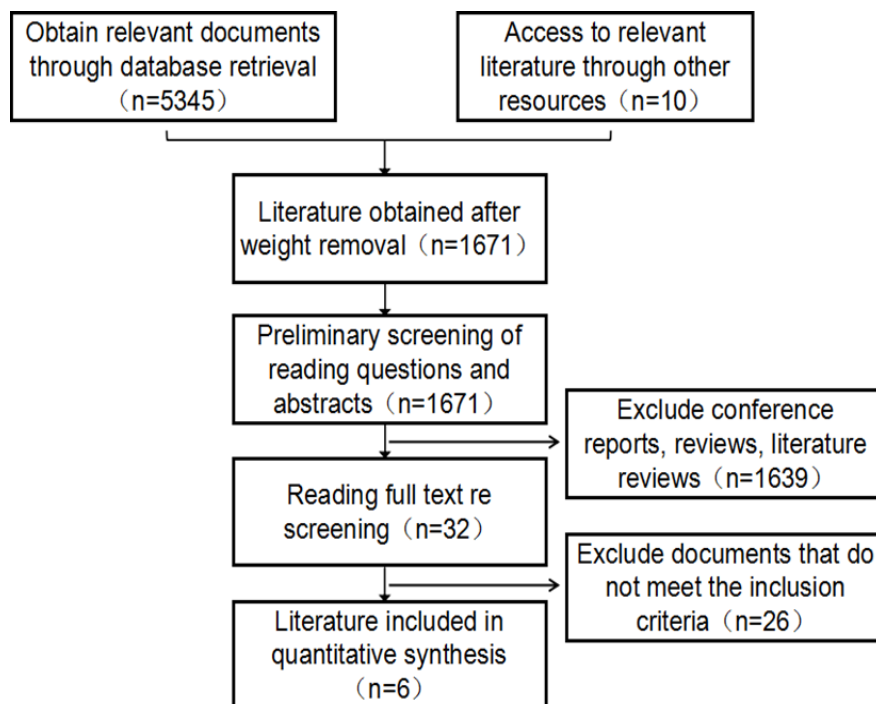 Obtain relevant documents
through database retrieval
（n=5345）
Access to relevant
literature through other
resources（n=10）
Literature obtained after
weight removal（n=1671）
Preliminary screening of
reading questions and
abstracts（n=1671）
Exclude conference
reports, reviews, literature
reviews（n=1639）
Reading full text re
screening（n=32）
Exclude documents that do
not meet the inclusion
criteria（n=26）
Literature included in
quantitative synthesis
（n=6）